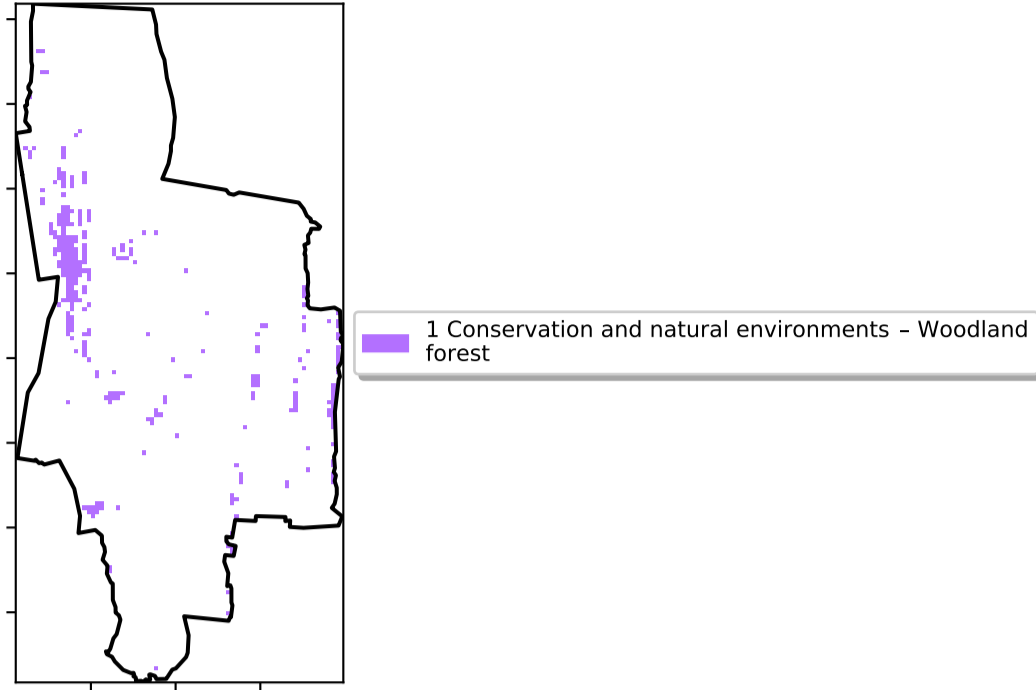 1 Conservation and natural environments – Woodland
forest